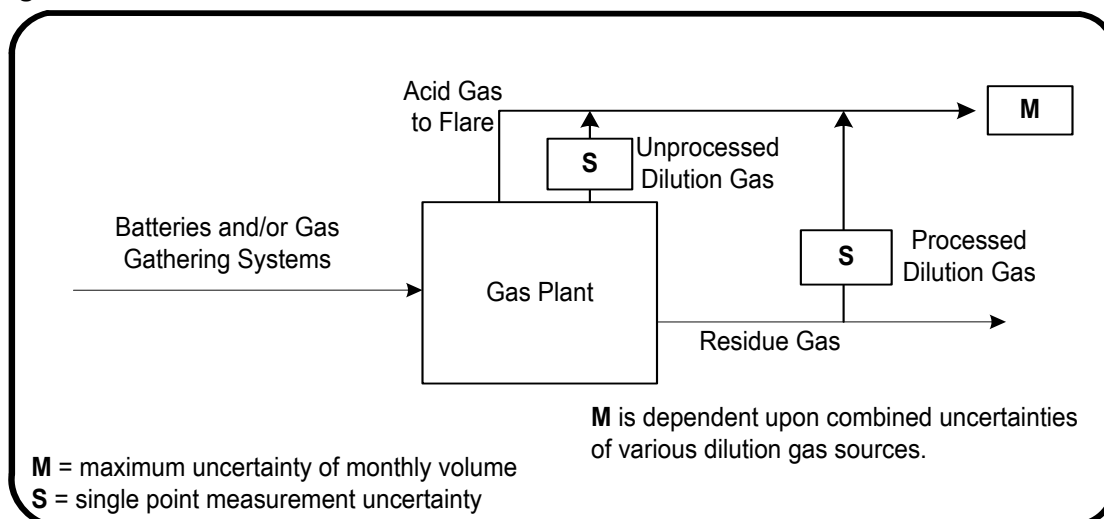 Acid Gas
to Flare
M
S
Unprocessed
Dilution Gas
Batteries and/or Gas
Gathering Systems
S
Processed
Dilution Gas
Gas Plant
Residue Gas
M is dependent upon combined uncertainties
of various dilution gas sources.
M = maximum uncertainty of monthly volume
S = single point measurement uncertainty